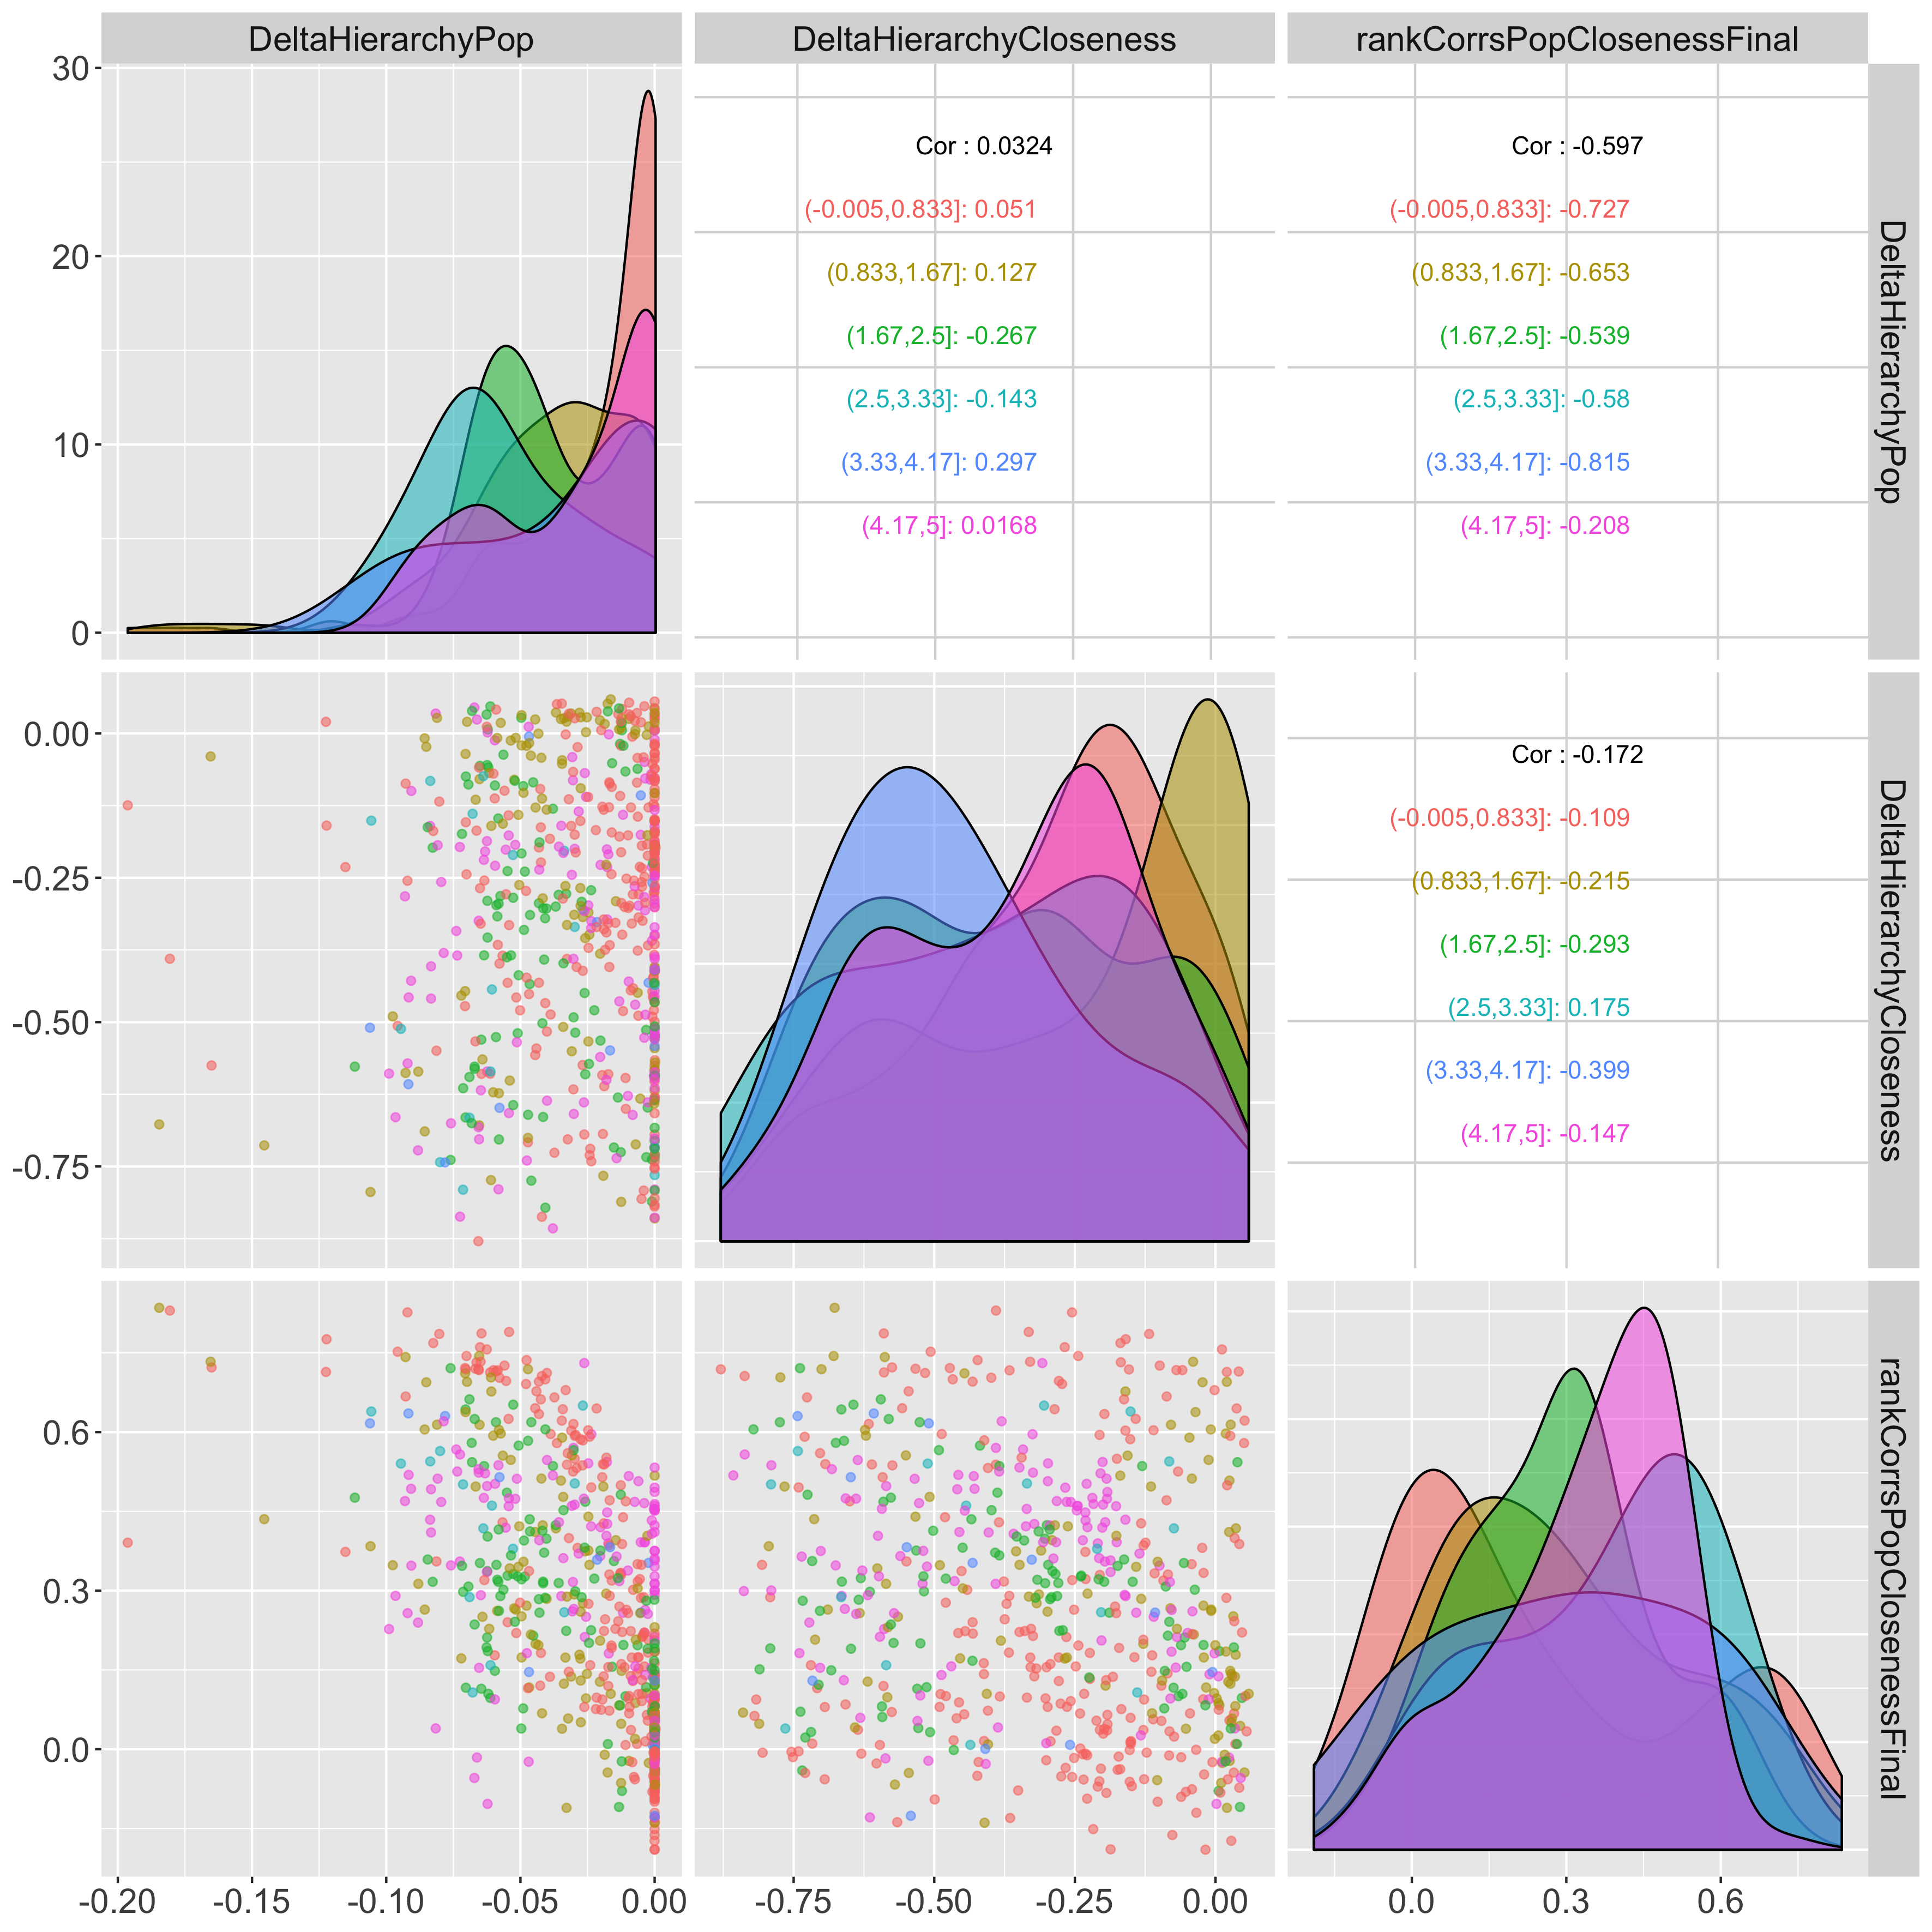 DeltaHierarchyPop
DeltaHierarchyCloseness
rankCorrsPopClosenessFinal
30
20
10
0
Cor : 0.0324
(-0.005,0.833]: 0.051
(0.833,1.67]: 0.127
(1.67,2.5]: -0.267
(2.5,3.33]: -0.143
(3.33,4.17]: 0.297
(4.17,5]: 0.0168
Cor : -0.597
(-0.005,0.833]: -0.727
(0.833,1.67]: -0.653
(1.67,2.5]: -0.539
(2.5,3.33]: -0.58
(3.33,4.17]: -0.815
(4.17,5]: -0.208
DeltaHierarchyPop
0.00
-0.25
-0.50
-0.75
Cor : -0.172
(-0.005,0.833]: -0.109
(0.833,1.67]: -0.215
(1.67,2.5]: -0.293
(2.5,3.33]: 0.175
(3.33,4.17]: -0.399
(4.17,5]: -0.147
DeltaHierarchyCloseness
0.6
0.3
0.0
rankCorrsPopClosenessFinal
-0.20 -0.15 -0.10 -0.05 0.00
-0.75 -0.50 -0.25 0.00
0.0 0.3 0.6